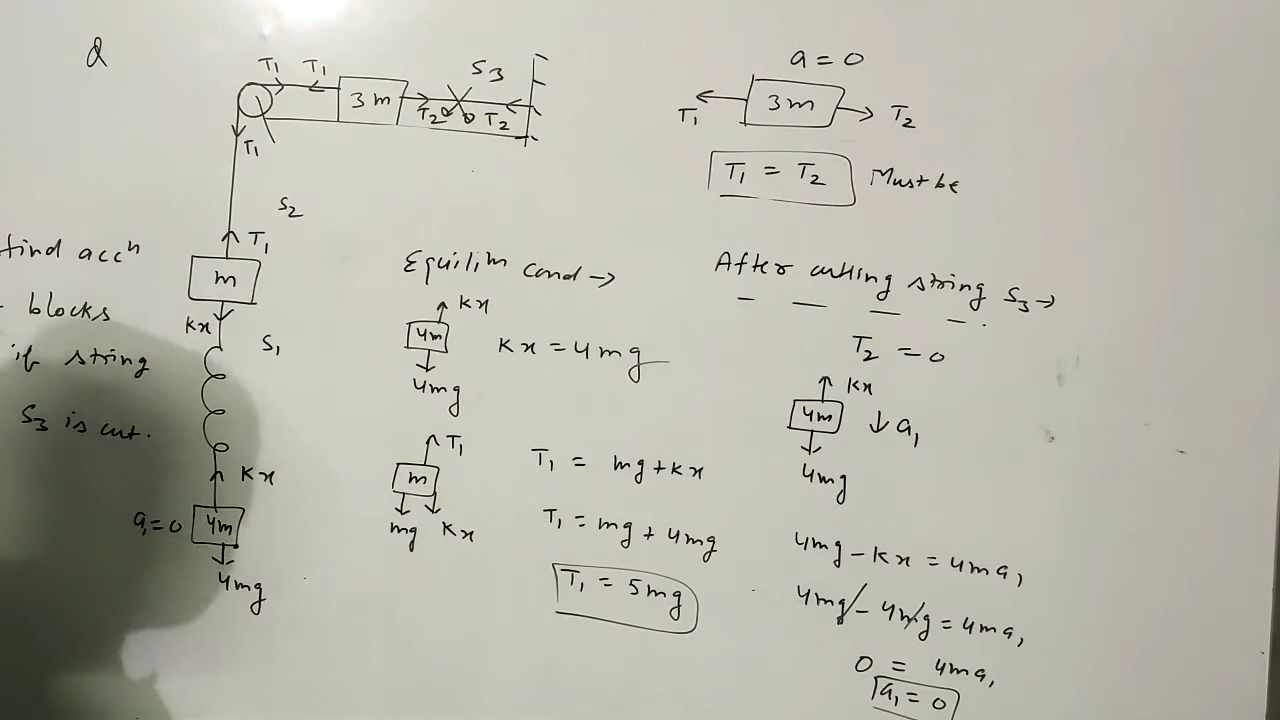 Q
T₁ T₁ 3m T₂ T₂ S3
T₁
S2
T₁
m
Kx
S₁
Kx
a₁=0 4m
4mg
find accⁿ
blocks
if string
S3 is cut.
a = 0
T₁ 3m T₂
T₁ = T₂ Must be
Equiliᵐ cond →
Kx
4m
4mg
Kx = 4mg
T₁
m
mg Kx
T₁ = mg + Kx
T₁ = mg + 4mg
T₁ = 5mg
After cutting string S3 →
T₂ = 0
Kx
4m ↓ a₁
4mg
4mg - Kx = 4ma₁
4mg - 4mg = 4ma₁
0 = 4ma₁
a₁ = 0